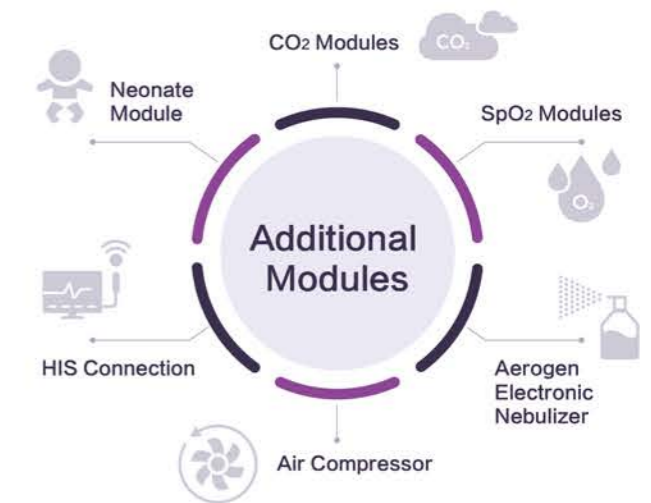 CO2 Modules
CO₂
Neonate
Module
SpO2 Modules
O₂
Additional
Modules
HIS Connection
Aerogen
Electronic
Nebulizer
Air Compressor